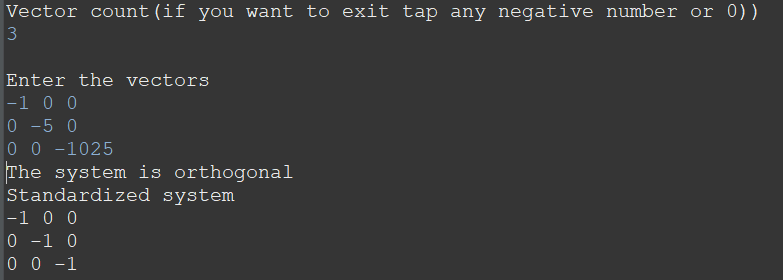 Vector count(if you want to exit tap any negative number or 0))
3
Enter the vectors
-1 0 0
0 -5 0
0 0 -1025
The system is orthogonal
Standardized system
-1 0 0
0 -1 0
0 0 -1